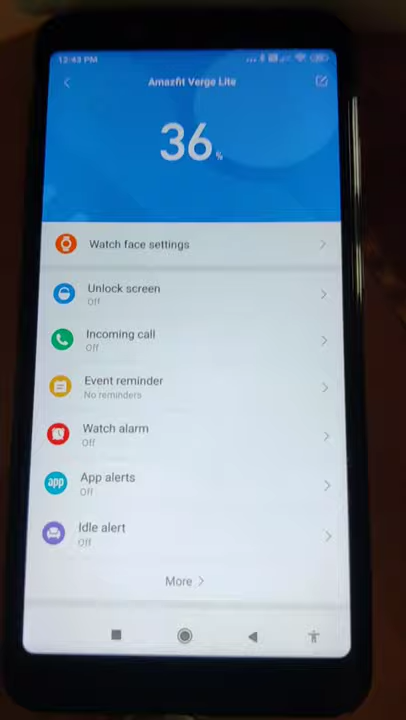 12:43 PM
Amazfit Verge Lite
36 %
Watch face settings
Unlock screen
Off
Incoming call
Off
Event reminder
No reminders
Watch alarm
Off
app
App alerts
Off
Idle alert
Off
More